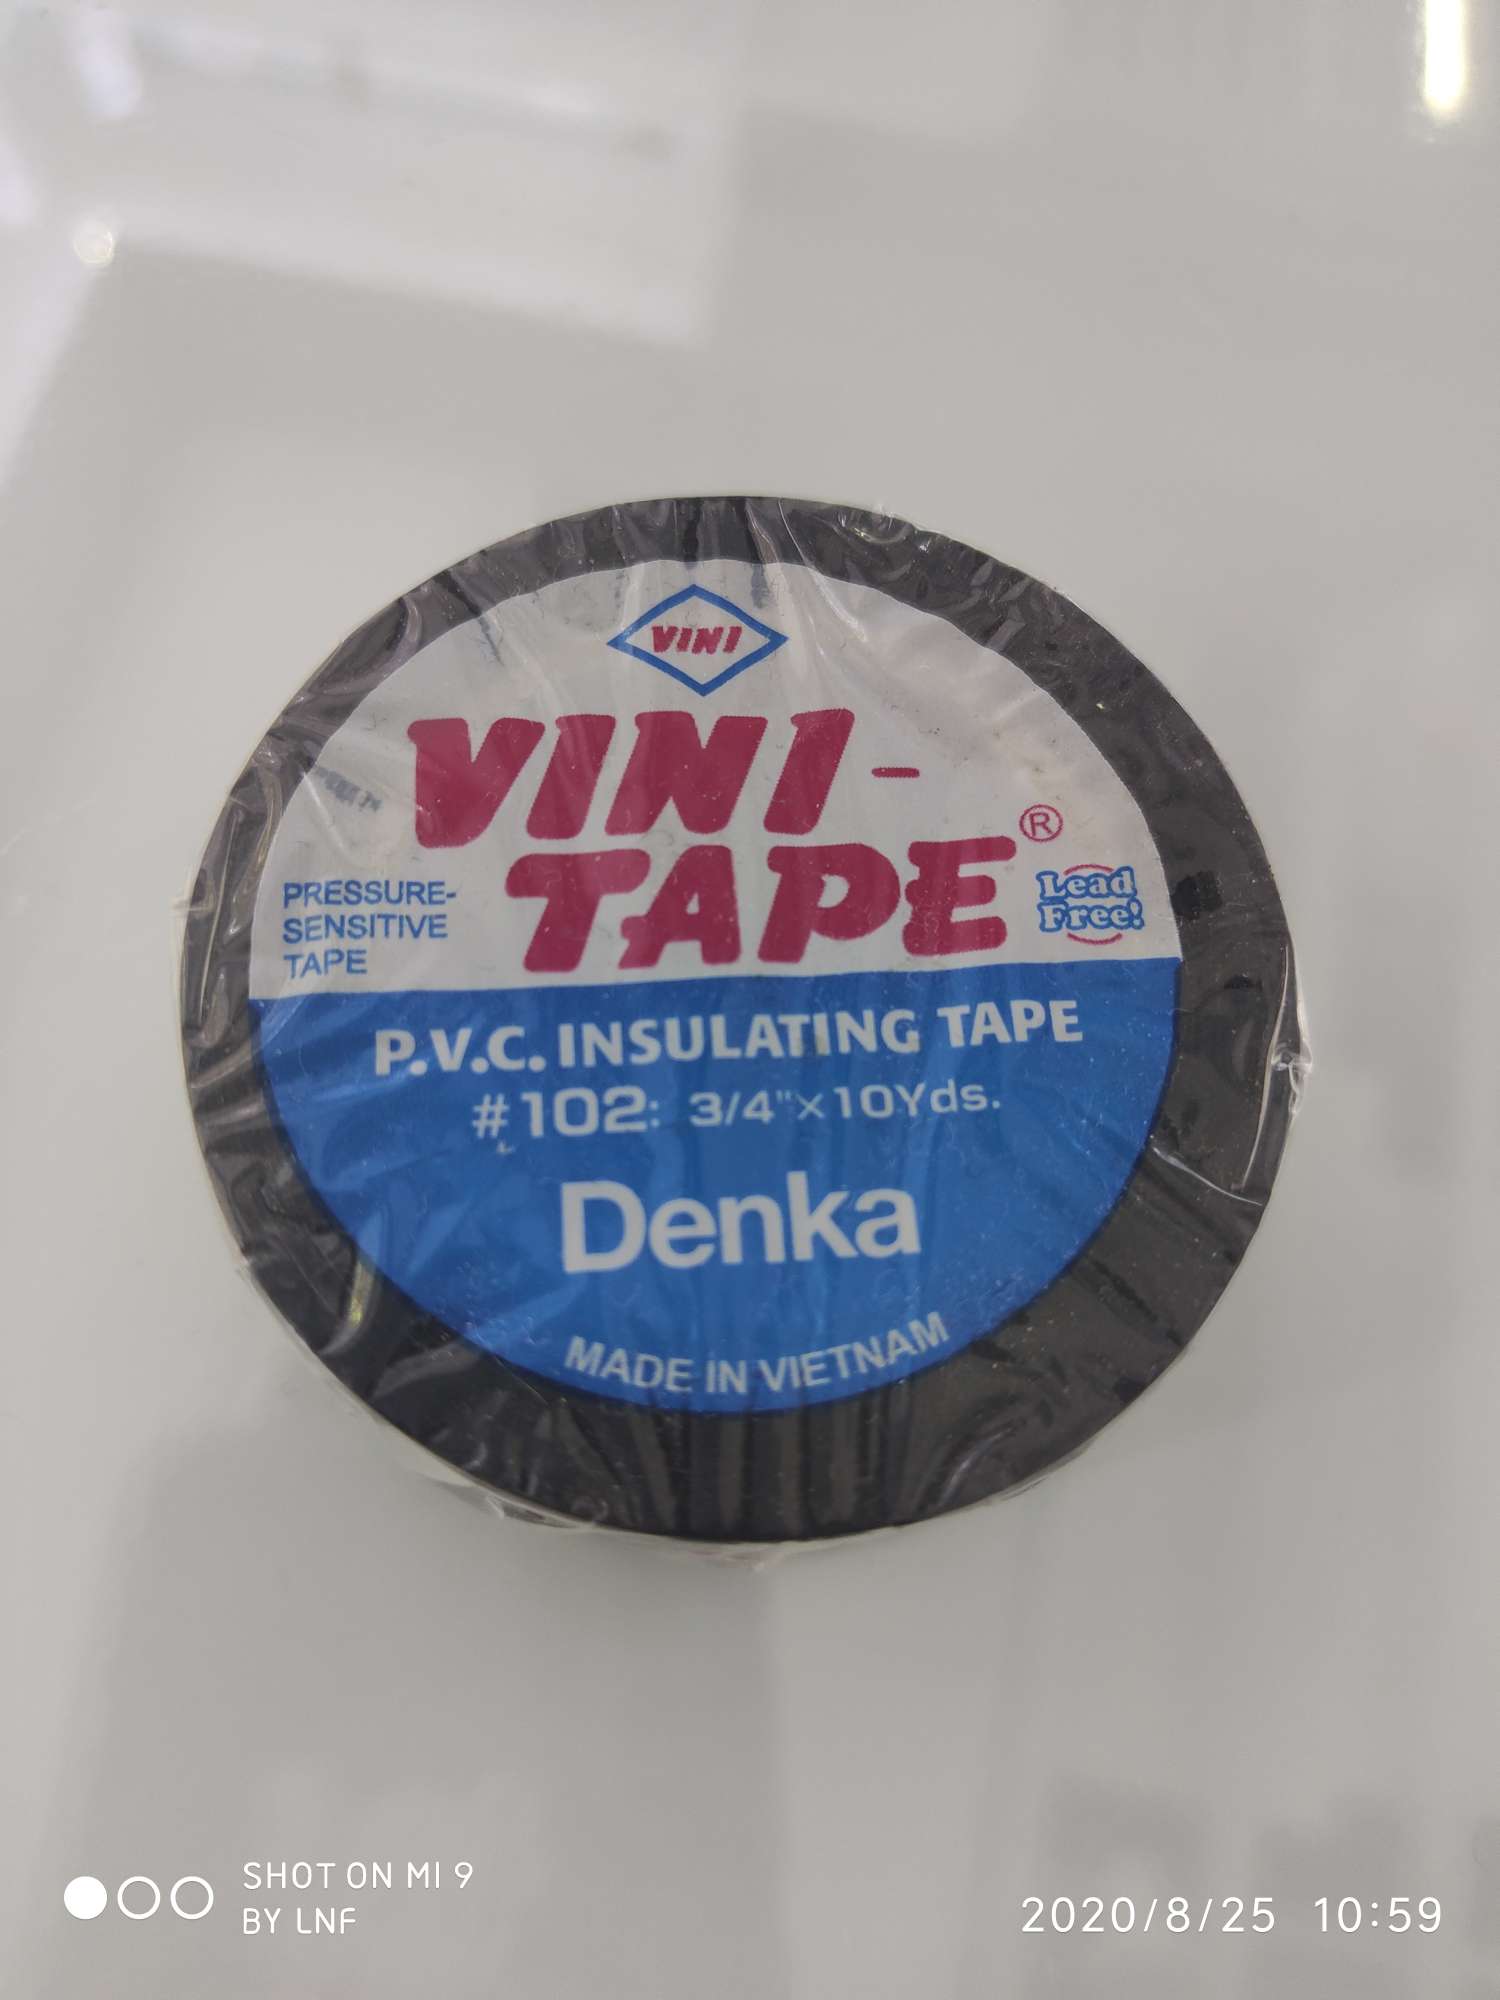 VINI
VINI-
TAPE®
PRESSURE-
SENSITIVE
TAPE
Lead
Free!
P.V.C. INSULATING TAPE
#102: 3/4"×10Yds.
Denka
MADE IN VIETNAM
SHOT ON MI 9
BY LNF
2020/8/25 10:59